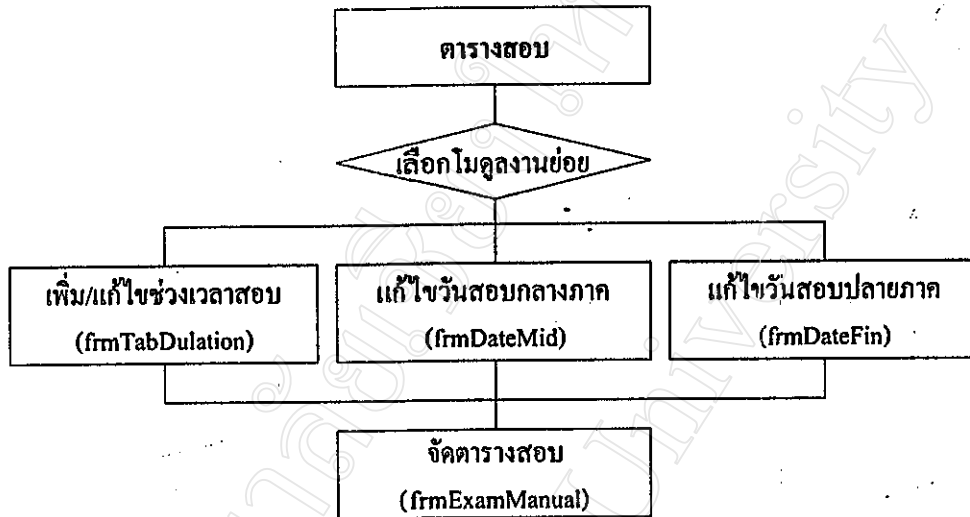 ตารางสอบ
เลือกโมดูลงานย่อย
เพิ่ม/แก้ไขช่วงเวลาสอบ
(frmTabDulation)
แก้ไขวันสอบกลางภาค
(frmDateMid)
แก้ไขวันสอบปลายภาค
(frmDateFin)
จัดตารางสอบ
(frmExamManual)
University